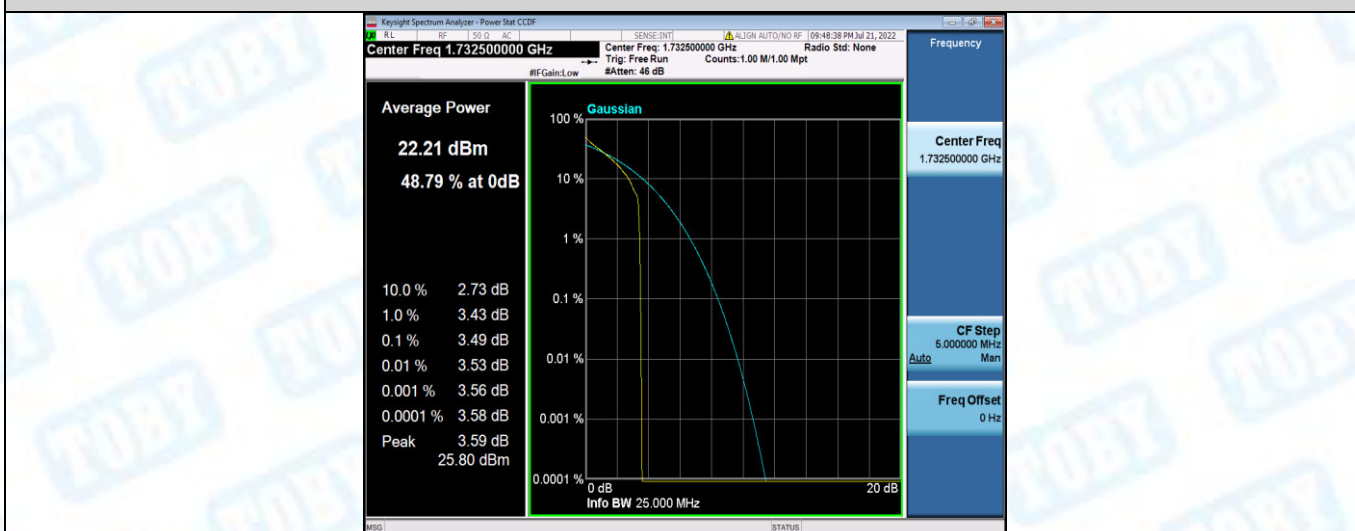 Keysight Spectrum Analyzer - Power Stat CCDF
RL RF 50 Ω AC SENSE:INT ALIGN AUTO/NO RF 09:48:38 PM Jul 21, 2022
Center Freq 1.732500000 GHz
Center Freq: 1.732500000 GHz Radio Std: None
Trig: Free Run Counts:1.00 M/1.00 Mpt
#IFGain:Low #Atten: 46 dB
Frequency
Average Power
22.21 dBm
48.79 % at 0dB
10.0 % 2.73 dB
1.0 % 3.43 dB
0.1 % 3.49 dB
0.01 % 3.53 dB
0.001 % 3.56 dB
0.0001 % 3.58 dB
Peak 3.59 dB
25.80 dBm
Gaussian
100 %
10 %
1 %
0.1 %
0.01 %
0.001 %
0.0001 %
0 dB 20 dB
Info BW 25.000 MHz
Center Freq
1.732500000 GHz
CF Step
5.000000 MHz
Auto Man
Freq Offset
0 Hz
MSG STATUS
TOBY